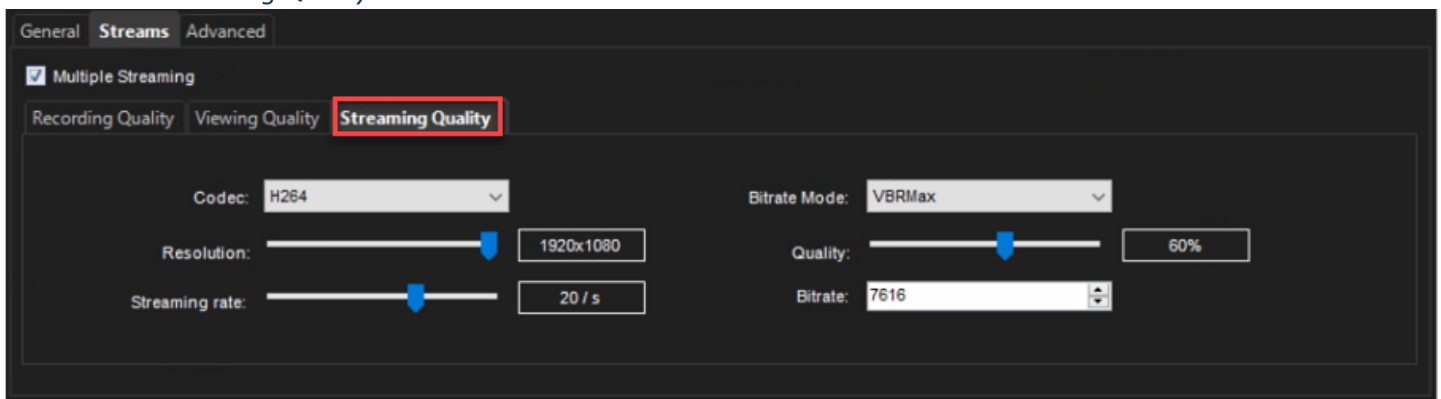 General Streams Advanced
Multiple Streaming
Recording Quality Viewing Quality Streaming Quality
Codec: H264 Bitrate Mode: VBRMax
Resolution: 1920x1080 Quality: 60%
Streaming rate: 20 / s Bitrate: 7616